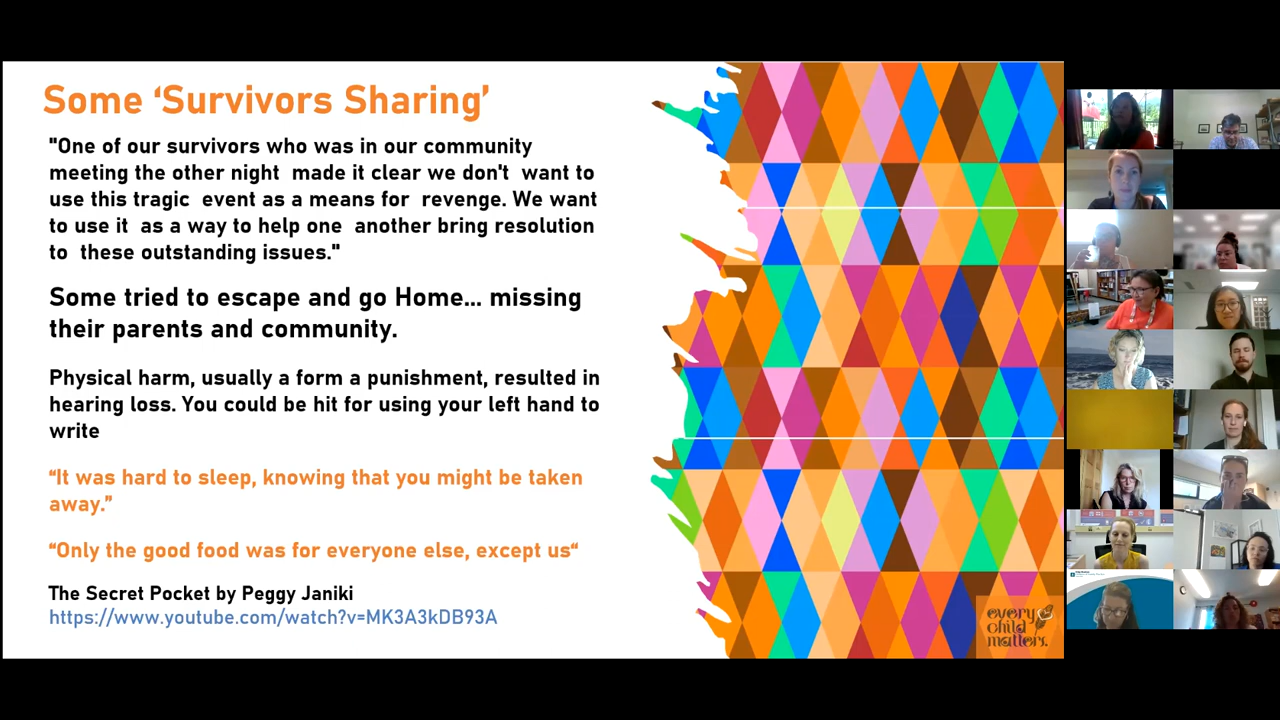 Some ‘Survivors Sharing’
"One of our survivors who was in our community
meeting the other night made it clear we don't want to
use this tragic event as a means for revenge. We want
to use it as a way to help one another bring resolution
to these outstanding issues."
Some tried to escape and go Home... missing
their parents and community.
Physical harm, usually a form a punishment, resulted in
hearing loss. You could be hit for using your left hand to
write
“It was hard to sleep, knowing that you might be taken
away.”
“Only the good food was for everyone else, except us“
The Secret Pocket by Peggy Janiki
https://www.youtube.com/watch?v=MK3A3kDB93A
every
child
matters.